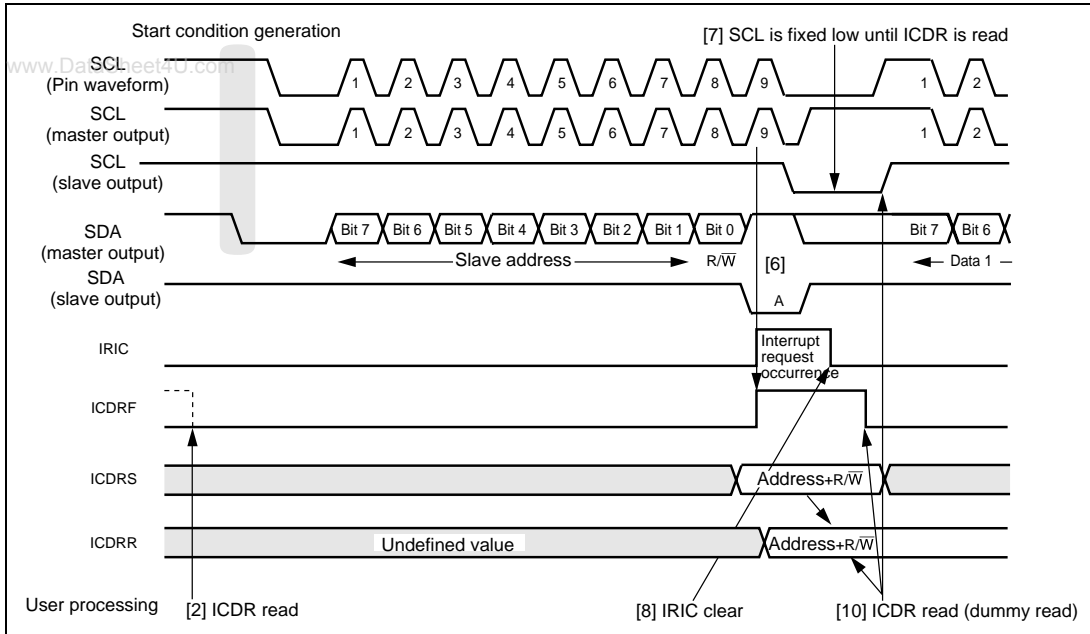 Start condition generation
[7] SCL is fixed low until ICDR is read
www.DataSheet4U.com
SCL
(Pin waveform)
1 2 3 4 5 6 7 8 9 1 2
SCL
(master output)
1 2 3 4 5 6 7 8 9 1 2
SCL
(slave output)
SDA
(master output)
Bit 7 Bit 6 Bit 5 Bit 4 Bit 3 Bit 2 Bit 1 Bit 0 Bit 7 Bit 6
Slave address R/W̅ [6] Data 1
SDA
(slave output)
A
IRIC
Interrupt
request
occurrence
ICDRF
ICDRS
Address+R/W̅
ICDRR
Undefined value
Address+R/W̅
User processing
[2] ICDR read
[8] IRIC clear
[10] ICDR read (dummy read)